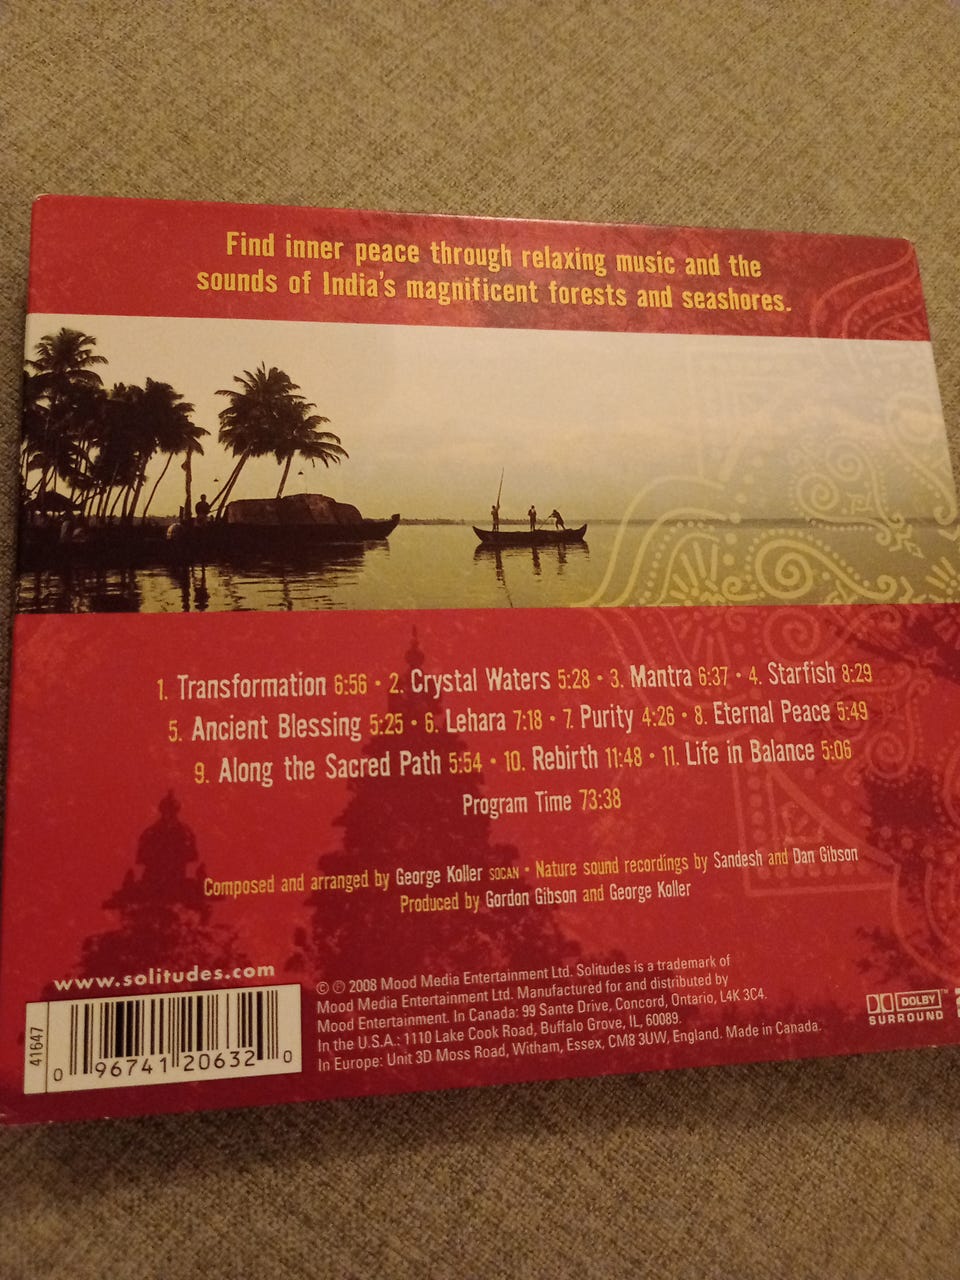 Find inner peace through relaxing music and the
sounds of India's magnificent forests and seashores.
1. Transformation 6:56 • 2. Crystal Waters 5:28 • 3. Mantra 6:37 • 4. Starfish 8:29
5. Ancient Blessing 5:25 • 6. Lehara 7:18 • 7. Purity 4:26 • 8. Eternal Peace 5:49
9. Along the Sacred Path 5:54 • 10. Rebirth 11:48 • 11. Life in Balance 5:06
Program Time 73:38
Composed and arranged by George Koller SOCAN • Nature sound recordings by Sandesh and Dan Gibson
Produced by Gordon Gibson and George Koller
www.solitudes.com
41647
0 96741 20632 0
© ℗ 2008 Mood Media Entertainment Ltd. Solitudes is a trademark of
Mood Media Entertainment Ltd. Manufactured for and distributed by
Mood Entertainment. In Canada: 99 Sante Drive, Concord, Ontario, L4K 3C4.
In the U.S.A.: 1110 Lake Cook Road, Buffalo Grove, IL, 60089.
In Europe: Unit 3D Moss Road, Witham, Essex, CM8 3UW, England. Made in Canada.
DOLBY™
SURROUND